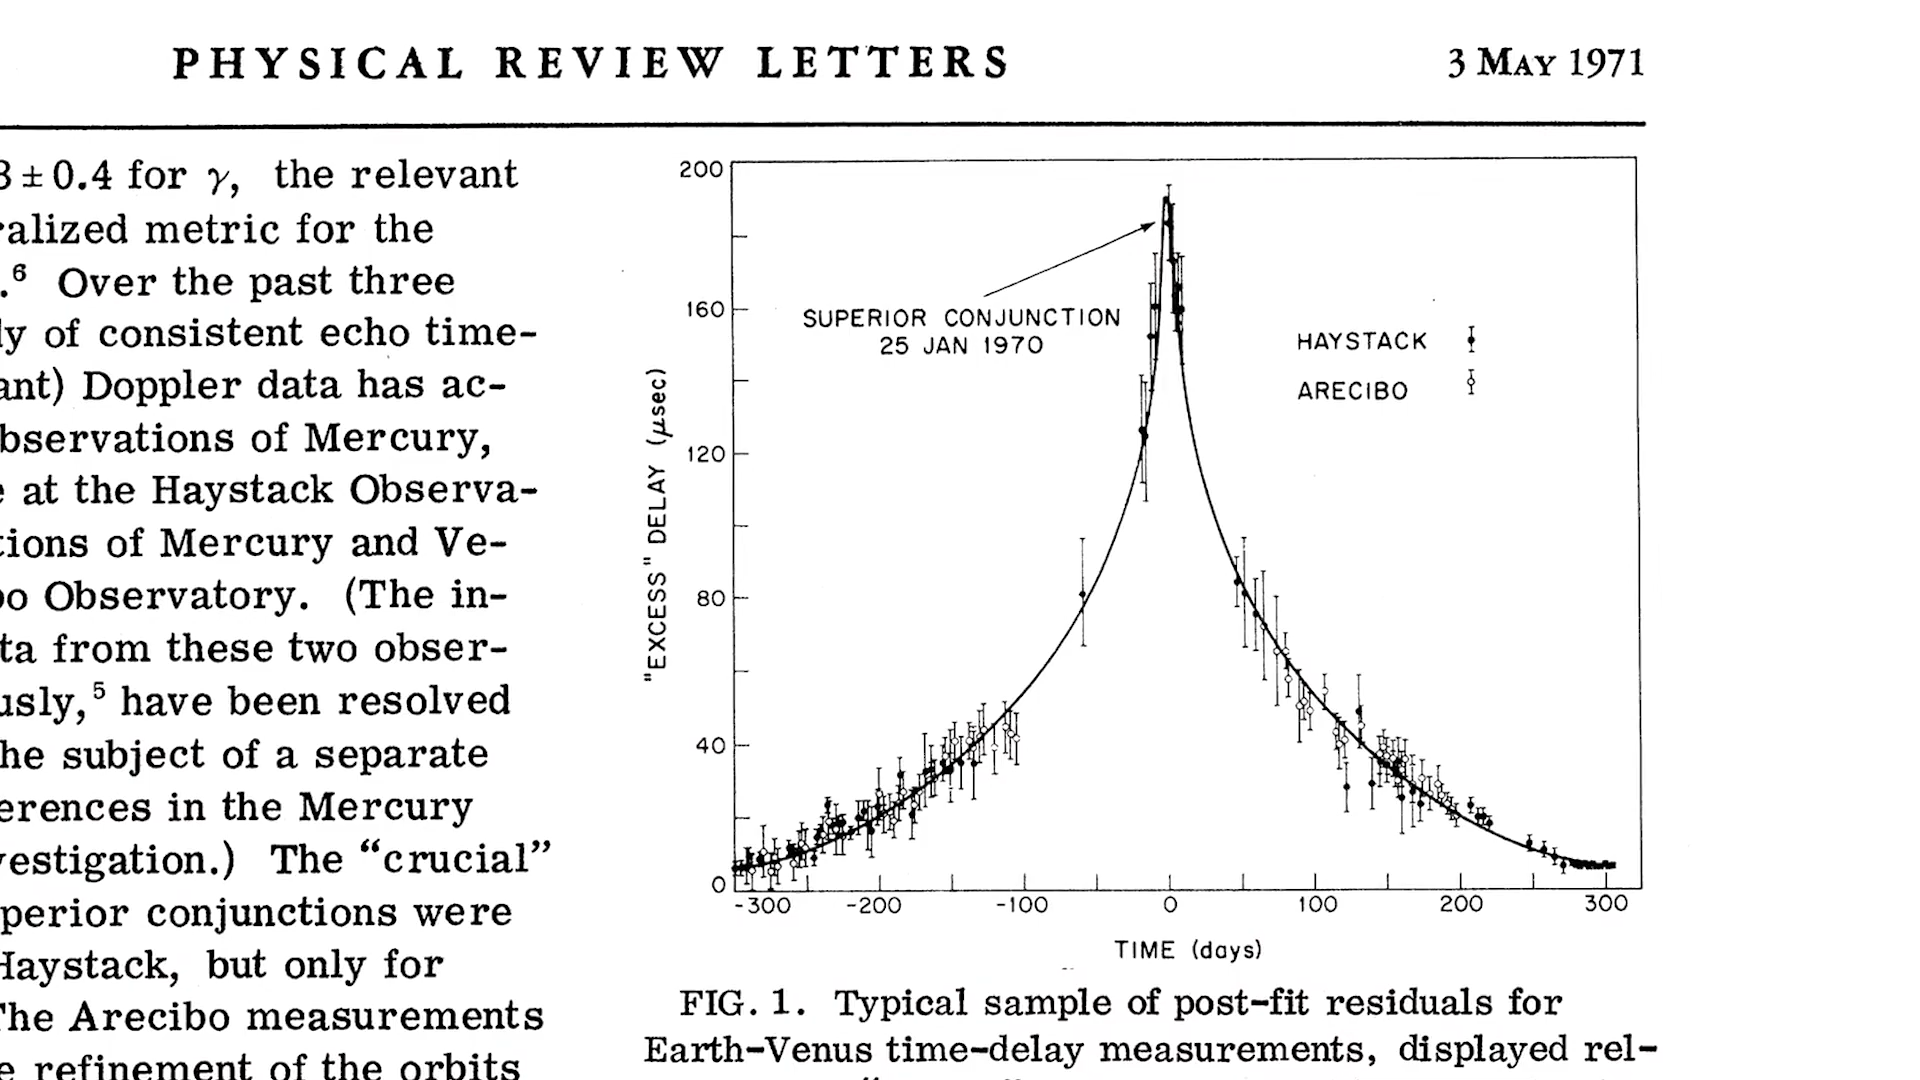 PHYSICAL REVIEW LETTERS
3 MAY 1971
3 ± 0.4 for γ, the relevant
ralized metric for the
.⁶ Over the past three
ly of consistent echo time-
ant) Doppler data has ac-
bservations of Mercury,
e at the Haystack Observa-
tions of Mercury and Ve-
bo Observatory. (The in-
ta from these two obser-
usly,⁵ have been resolved
he subject of a separate
erences in the Mercury
vestigation.) The “crucial”
perior conjunctions were
Haystack, but only for
The Arecibo measurements
e refinement of the orbits
200
160
120
80
40
0
"EXCESS" DELAY (μsec)
SUPERIOR CONJUNCTION
25 JAN 1970
HAYSTACK
ARECIBO
-300 -200 -100 0 100 200 300
TIME (days)
FIG. 1. Typical sample of post-fit residuals for
Earth-Venus time-delay measurements, displayed rel-